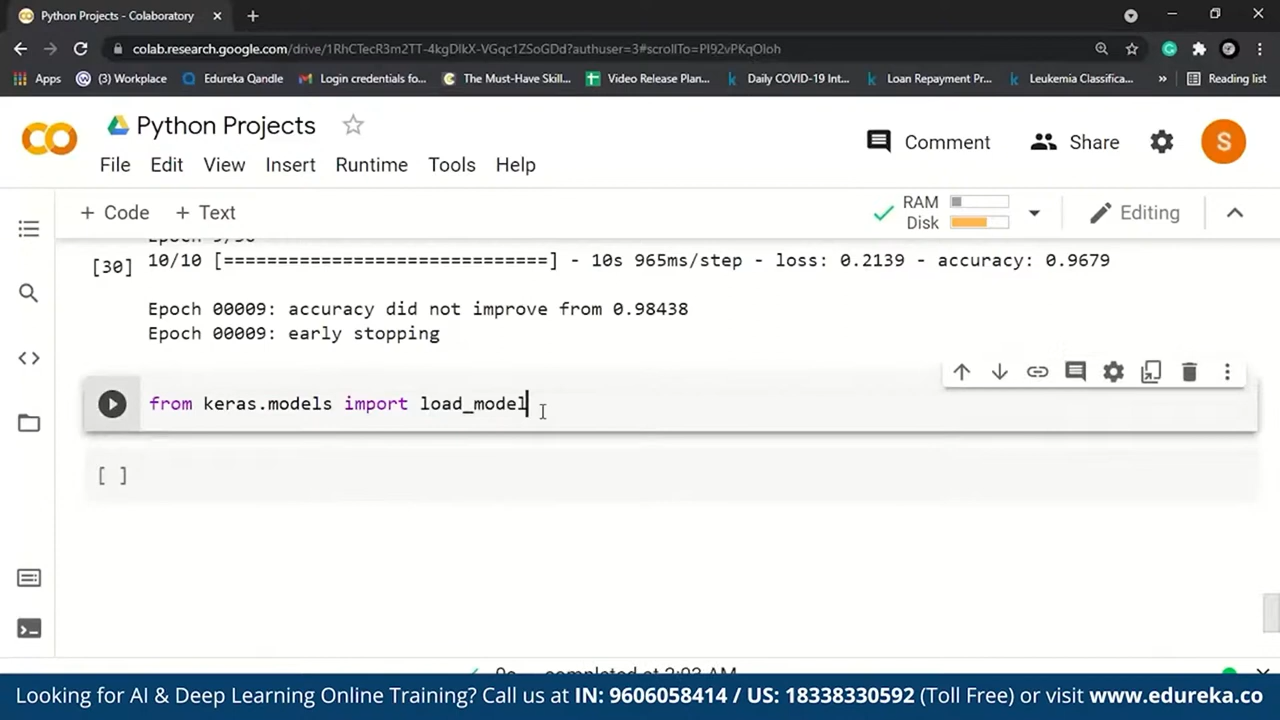 Python Projects - Colaboratory
colab.research.google.com/drive/1RhCTecR3m2TT-4kgDlkX-VGqc1ZSoGDd?authuser=3#scrollTo=PI92vPKqOloh
Apps (3) Workplace Edureka Qandle Login credentials fo... The Must-Have Skill... Video Release Plan... Daily COVID-19 Int... Loan Repayment Pr... Leukemia Classifica... » Reading list
Python Projects
Comment Share S
File Edit View Insert Runtime Tools Help
+ Code + Text RAM Disk Editing
[30] 10/10 [==============================] - 10s 965ms/step - loss: 0.2139 - accuracy: 0.9679
Epoch 00009: accuracy did not improve from 0.98438
Epoch 00009: early stopping
from keras.models import load_model
[ ]
completed at 2:03 AM
Looking for AI & Deep Learning Online Training? Call us at IN: 9606058414 / US: 18338330592 (Toll Free) or visit www.edureka.co